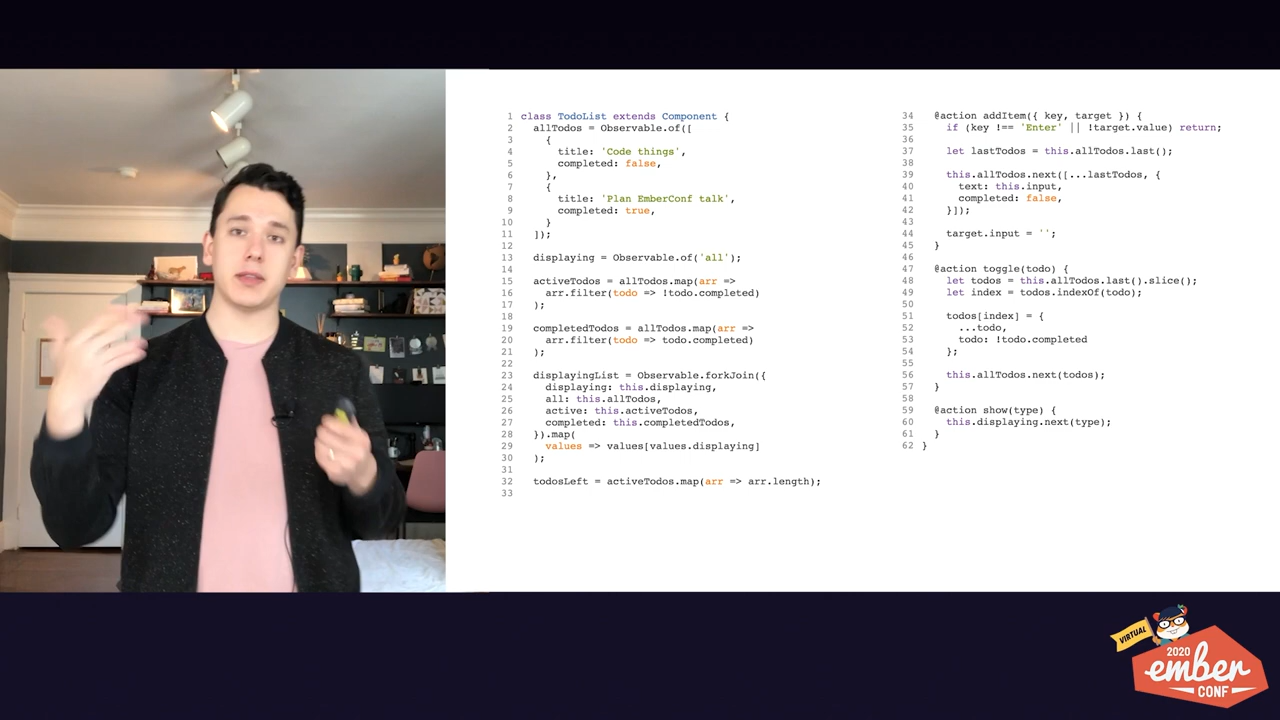 1 class TodoList extends Component {
2 allTodos = Observable.of([
3 {
4 title: 'Code things',
5 completed: false,
6 },
7 {
8 title: 'Plan EmberConf talk',
9 completed: true,
10 }
11 ]);
12
13 displaying = Observable.of('all');
14
15 activeTodos = allTodos.map(arr =>
16 arr.filter(todo => !todo.completed)
17 );
18
19 completedTodos = allTodos.map(arr =>
20 arr.filter(todo => todo.completed)
21 );
22
23 displayingList = Observable.forkJoin({
24 displaying: this.displaying,
25 all: this.allTodos,
26 active: this.activeTodos,
27 completed: this.completedTodos,
28 }).map(
29 values => values[values.displaying]
30 );
31
32 todosLeft = activeTodos.map(arr => arr.length);
33
34 @action addItem({ key, target }) {
35 if (key !== 'Enter' || !target.value) return;
36
37 let lastTodos = this.allTodos.last();
38
39 this.allTodos.next([...lastTodos, {
40 text: this.input,
41 completed: false,
42 }]);
43
44 target.input = '';
45 }
46
47 @action toggle(todo) {
48 let todos = this.allTodos.last().slice();
49 let index = todos.indexOf(todo);
50
51 todos[index] = {
52 ...todo,
53 todo: !todo.completed
54 };
55
56 this.allTodos.next(todos);
57 }
58
59 @action show(type) {
60 this.displaying.next(type);
61 }
62 }
VIRTUAL
2020
ember
CONF